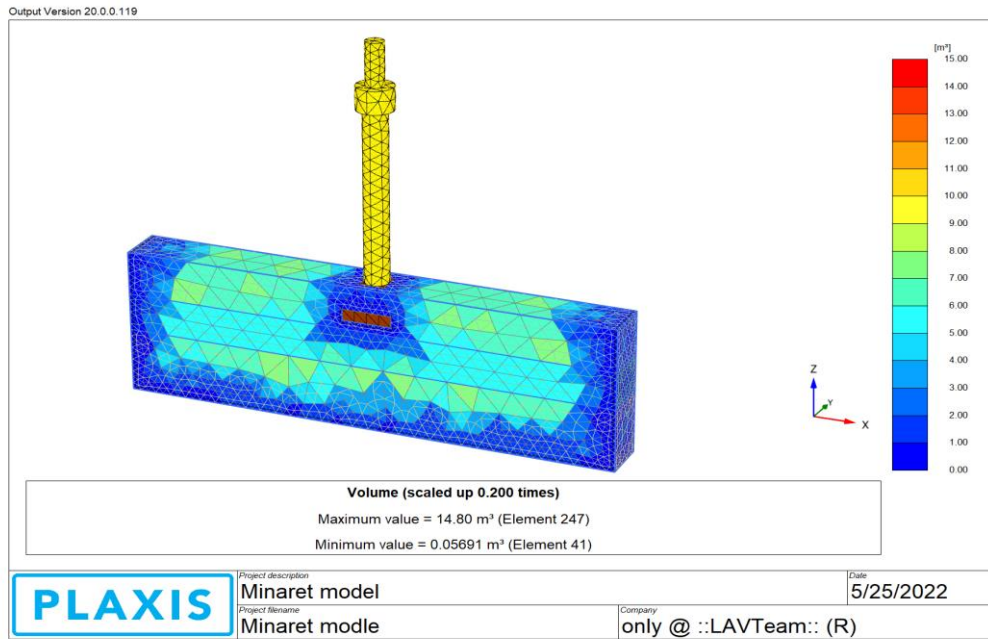 Output Version 20.0.0.119
[m³]
15.00
14.00
13.00
12.00
11.00
10.00
9.00
8.00
7.00
6.00
5.00
4.00
3.00
2.00
1.00
0.00
Z
Y
X
Volume (scaled up 0.200 times)
Maximum value = 14.80 m³ (Element 247)
Minimum value = 0.05691 m³ (Element 41)
PLAXIS
Project description
Minaret model
Date
5/25/2022
Project filename
Minaret modle
Company
only @ ::LAVTeam:: (R)